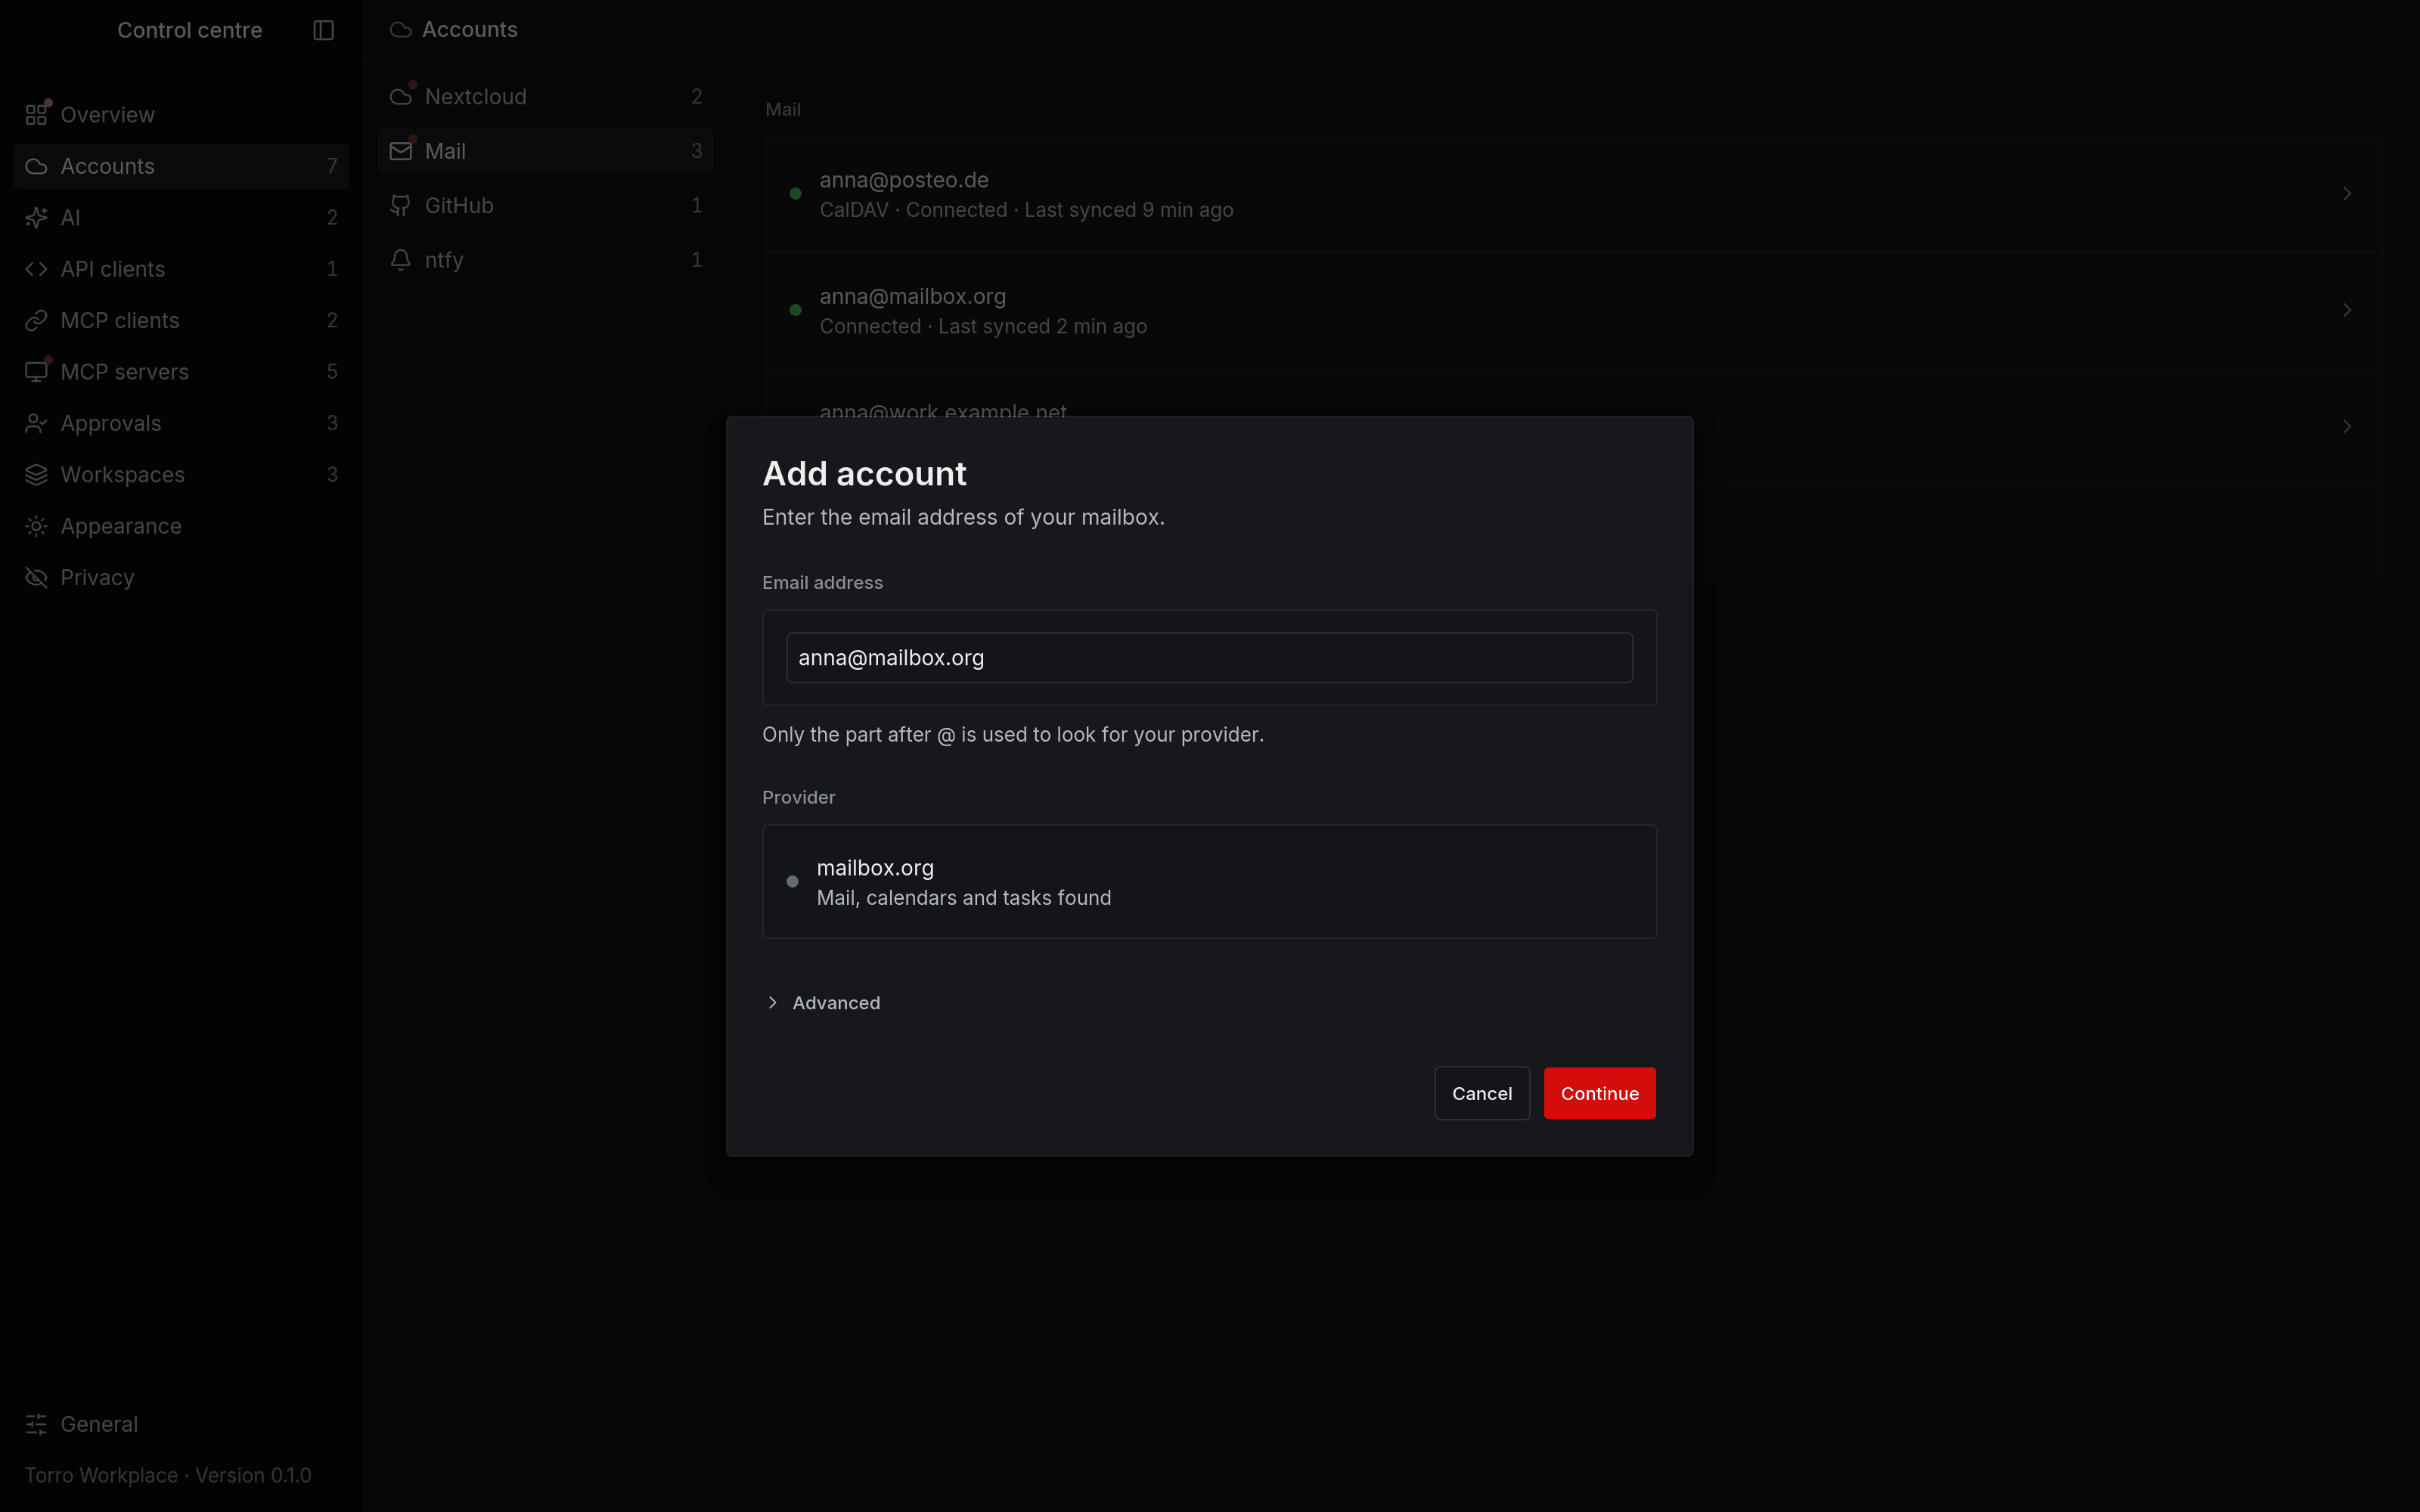 Control centre
Overview
Accounts 7
AI 2
API clients 1
MCP clients 2
MCP servers 5
Approvals 3
Workspaces 3
Appearance
Privacy
General
Torro Workplace · Version 0.1.0
Accounts
Nextcloud 2
Mail 3
GitHub 1
ntfy 1
Mail
anna@posteo.de
CalDAV · Connected · Last synced 9 min ago
anna@mailbox.org
Connected · Last synced 2 min ago
anna@work.example.net
Add account
Enter the email address of your mailbox.
Email address
anna@mailbox.org
Only the part after @ is used to look for your provider.
Provider
mailbox.org
Mail, calendars and tasks found
Advanced
Cancel
Continue